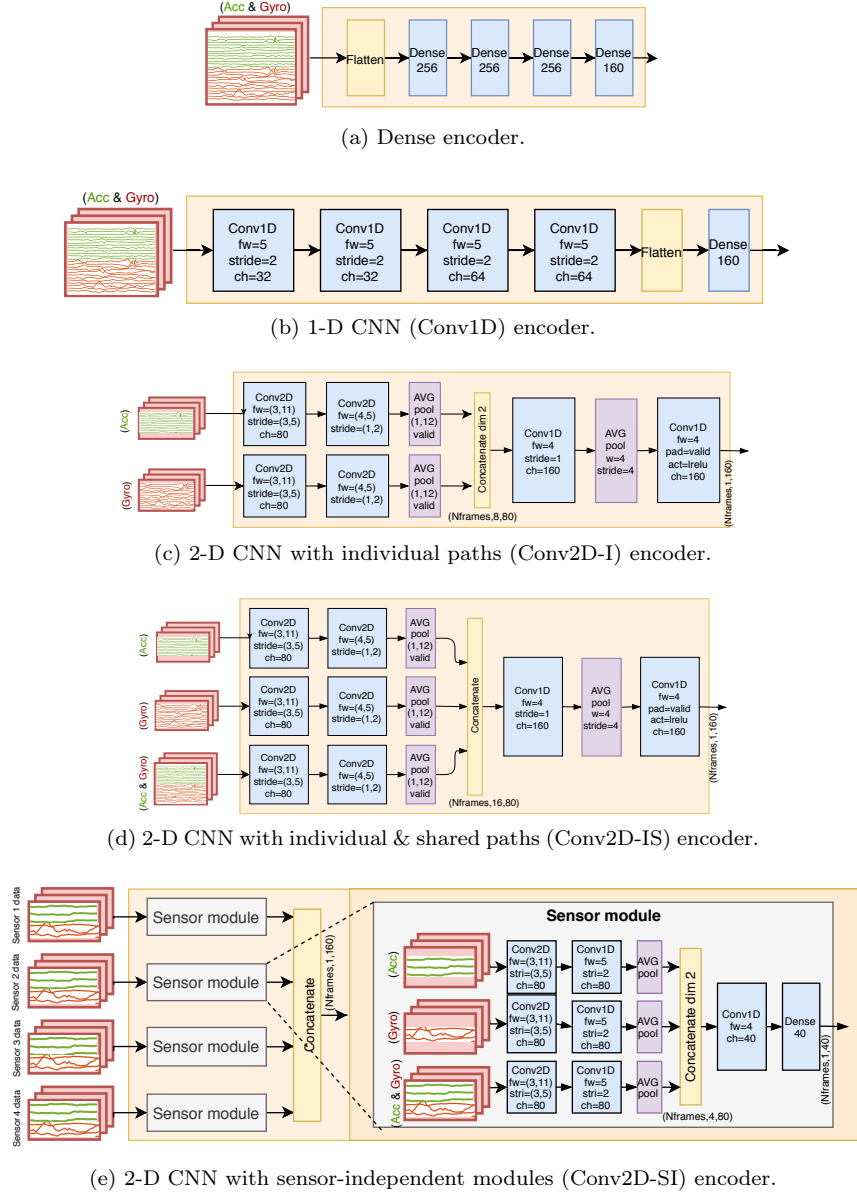 (Acc & Gyro)
Flatten
Dense
256
Dense
256
Dense
256
Dense
160
(a) Dense encoder.
(Acc & Gyro)
Conv1D
fw=5
stride=2
ch=32
Conv1D
fw=5
stride=2
ch=32
Conv1D
fw=5
stride=2
ch=64
Conv1D
fw=5
stride=2
ch=64
Flatten
Dense
160
(b) 1-D CNN (Conv1D) encoder.
(Acc)
Conv2D
fw=(3,11)
stride=(3,5)
ch=80
Conv2D
fw=(4,5)
stride=(1,2)
AVG
pool
(1,12)
valid
(Gyro)
Conv2D
fw=(3,11)
stride=(3,5)
ch=80
Conv2D
fw=(4,5)
stride=(1,2)
AVG
pool
(1,12)
valid
Concatenate dim 2
(Nframes,8,80)
Conv1D
fw=4
stride=1
ch=160
AVG
pool
w=4
stride=4
Conv1D
fw=4
pad=valid
act=lrelu
ch=160
(Nframes,1,160)
(c) 2-D CNN with individual paths (Conv2D-I) encoder.
(Acc)
Conv2D
fw=(3,11)
stride=(3,5)
ch=80
Conv2D
fw=(4,5)
stride=(1,2)
AVG
pool
(1,12)
valid
(Gyro)
Conv2D
fw=(3,11)
stride=(3,5)
ch=80
Conv2D
fw=(4,5)
stride=(1,2)
AVG
pool
(1,12)
valid
(Acc & Gyro)
Conv2D
fw=(3,11)
stride=(3,5)
ch=80
Conv2D
fw=(4,5)
stride=(1,2)
AVG
pool
(1,12)
valid
Concatenate
(Nframes,16,80)
Conv1D
fw=4
stride=1
ch=160
AVG
pool
w=4
stride=4
Conv1D
fw=4
pad=valid
act=lrelu
ch=160
(Nframes,1,160)
(d) 2-D CNN with individual & shared paths (Conv2D-IS) encoder.
Sensor 1 data
Sensor module
Sensor 2 data
Sensor module
Sensor 3 data
Sensor module
Sensor 4 data
Sensor module
Concatenate
(Nframes,1,160)
Sensor module
(Acc)
Conv2D
fw=(3,11)
stri=(3,5)
ch=80
Conv1D
fw=5
stri=2
ch=80
AVG
pool
(Gyro)
Conv2D
fw=(3,11)
stri=(3,5)
ch=80
Conv1D
fw=5
stri=2
ch=80
AVG
pool
(Acc & Gyro)
Conv2D
fw=(3,11)
stri=(3,5)
ch=80
Conv1D
fw=5
stri=2
ch=80
AVG
pool
Concatenate dim 2
(Nframes,4,80)
Conv1D
fw=4
ch=40
Dense
40
(Nframes,1,40)
(e) 2-D CNN with sensor-independent modules (Conv2D-SI) encoder.